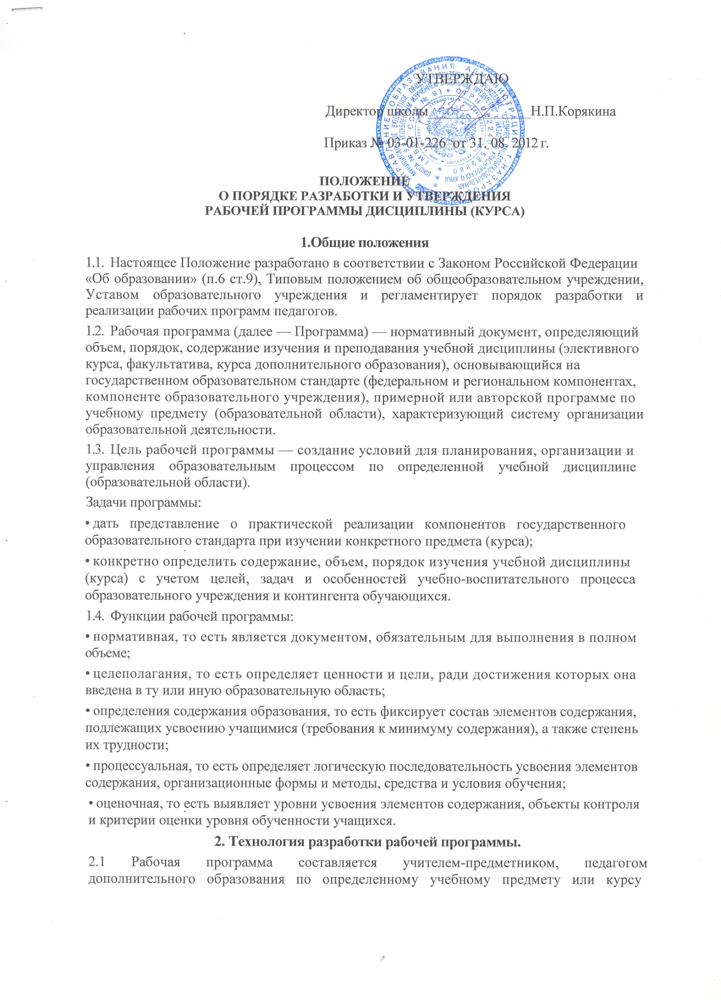 УТВЕРЖДАЮ
Директор школы_______________Н.П.Корякина
Приказ № 03-01-226 от 31. 08. 2012 г.
УПРАВЛЕНИЕ ОБРАЗОВАНИЯ АДМИНИСТРАЦИИ Г. НАЗАРОВО
(МБОУ СОШ № 9) * ОГРН
ПОЛОЖЕНИЕ
О ПОРЯДКЕ РАЗРАБОТКИ И УТВЕРЖДЕНИЯ
РАБОЧЕЙ ПРОГРАММЫ ДИСЦИПЛИНЫ (КУРСА)
1.Общие положения
1.1. Настоящее Положение разработано в соответствии с Законом Российской Федерации
«Об образовании» (п.6 ст.9), Типовым положением об общеобразовательном учреждении,
Уставом образовательного учреждения и регламентирует порядок разработки и
реализации рабочих программ педагогов.
1.2. Рабочая программа (далее — Программа) — нормативный документ, определяющий
объем, порядок, содержание изучения и преподавания учебной дисциплины (элективного
курса, факультатива, курса дополнительного образования), основывающийся на
государственном образовательном стандарте (федеральном и региональном компонентах,
компоненте образовательного учреждения), примерной или авторской программе по
учебному предмету (образовательной области), характеризующий систему организации
образовательной деятельности.
1.3. Цель рабочей программы — создание условий для планирования, организации и
управления образовательным процессом по определенной учебной дисциплине
(образовательной области).
Задачи программы:
• дать представление о практической реализации компонентов государственного
образовательного стандарта при изучении конкретного предмета (курса);
• конкретно определить содержание, объем, порядок изучения учебной дисциплины
(курса) с учетом целей, задач и особенностей учебно-воспитательного процесса
образовательного учреждения и контингента обучающихся.
1.4. Функции рабочей программы:
• нормативная, то есть является документом, обязательным для выполнения в полном
объеме;
• целеполагания, то есть определяет ценности и цели, ради достижения которых она
введена в ту или иную образовательную область;
• определения содержания образования, то есть фиксирует состав элементов содержания,
подлежащих усвоению учащимися (требования к минимуму содержания), а также степень
их трудности;
• процессуальная, то есть определяет логическую последовательность усвоения элементов
содержания, организационные формы и методы, средства и условия обучения;
• оценочная, то есть выявляет уровни усвоения элементов содержания, объекты контроля
и критерии оценки уровня обученности учащихся.
2. Технология разработки рабочей программы.
2.1 Рабочая программа составляется учителем-предметником, педагогом
дополнительного образования по определенному учебному предмету или курсу